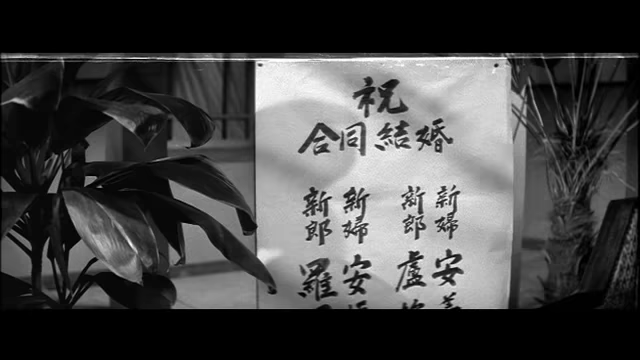 祝
合同結婚
新婦 安
新郎 盧
新婦 安
新郎 羅